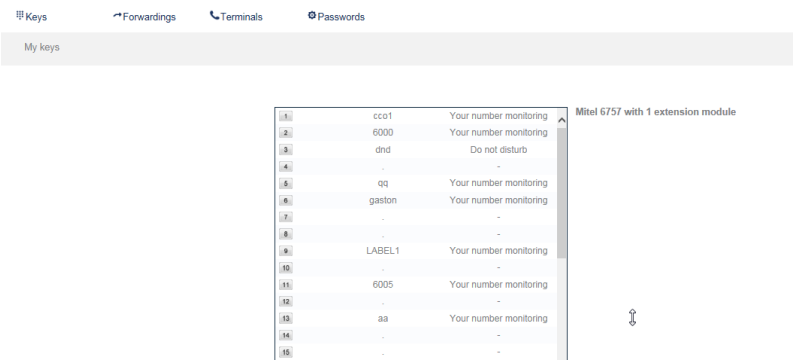 Keys Forwardings Terminals Passwords
My keys
Mitel 6757 with 1 extension module
1 cco1 Your number monitoring
2 6000 Your number monitoring
3 dnd Do not disturb
4 . -
5 qq Your number monitoring
6 gaston Your number monitoring
7 . -
8 . -
9 LABEL1 Your number monitoring
10 . -
11 6005 Your number monitoring
12 . -
13 aa Your number monitoring
14 . -
15 . -